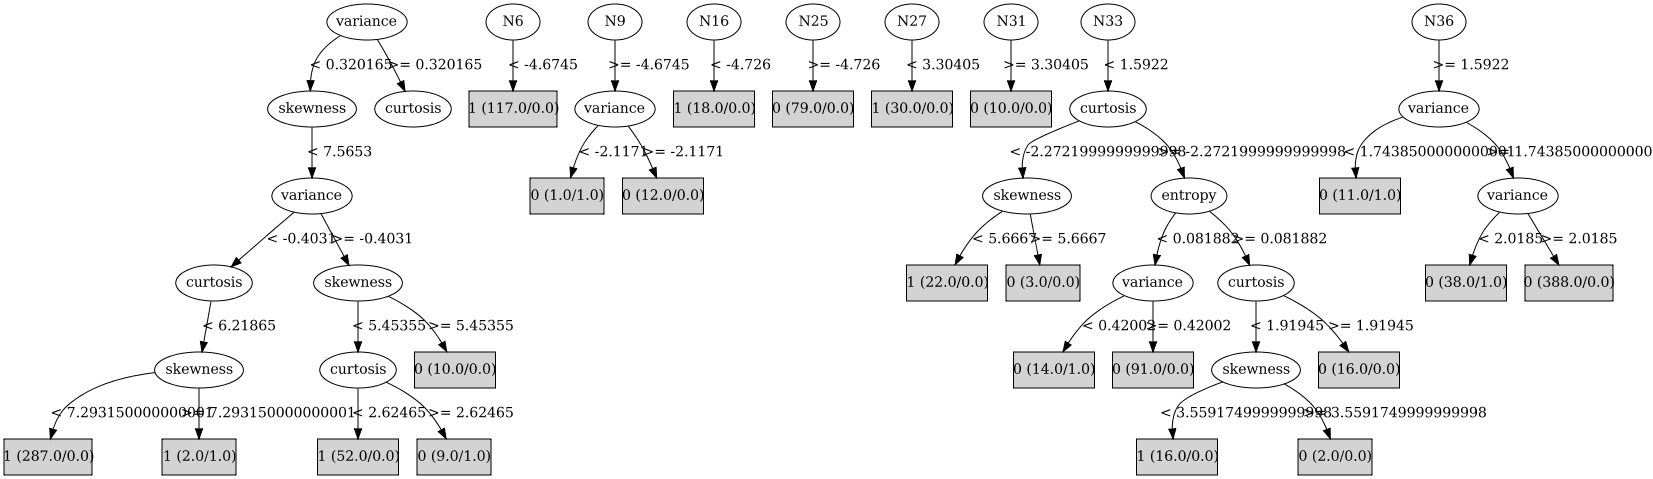 variance N6 N9 N16 N25 N27 N31 N33 N36
< 0.320165 >= 0.320165 < -4.6745 >= -4.6745 < -4.726 >= -4.726 < 3.30405 >= 3.30405 < 1.5922 >= 1.5922
skewness curtosis 1 (117.0/0.0) variance 1 (18.0/0.0) 0 (79.0/0.0) 1 (30.0/0.0) 0 (10.0/0.0) curtosis variance
< 7.5653 < -2.1171 >= -2.1171 < -2.2721999999999998 >= -2.2721999999999998 < 1.7438500000000001 >= 1.74385000000000
variance 0 (1.0/1.0) 0 (12.0/0.0) skewness entropy 0 (11.0/1.0) variance
< -0.4031 >= -0.4031 < 5.6667 >= 5.6667 < 0.081882 >= 0.081882 < 2.0185 >= 2.0185
curtosis skewness 1 (22.0/0.0) 0 (3.0/0.0) variance curtosis 0 (38.0/1.0) 0 (388.0/0.0)
< 6.21865 < 5.45355 >= 5.45355 < 0.42002 >= 0.42002 < 1.91945 >= 1.91945
skewness curtosis 0 (10.0/0.0) 0 (14.0/1.0) 0 (91.0/0.0) skewness 0 (16.0/0.0)
< 7.293150000000001 >= 7.293150000000001 < 2.62465 >= 2.62465 < 3.5591749999999998 >= 3.5591749999999998
1 (287.0/0.0) 1 (2.0/1.0) 1 (52.0/0.0) 0 (9.0/1.0) 1 (16.0/0.0) 0 (2.0/0.0)